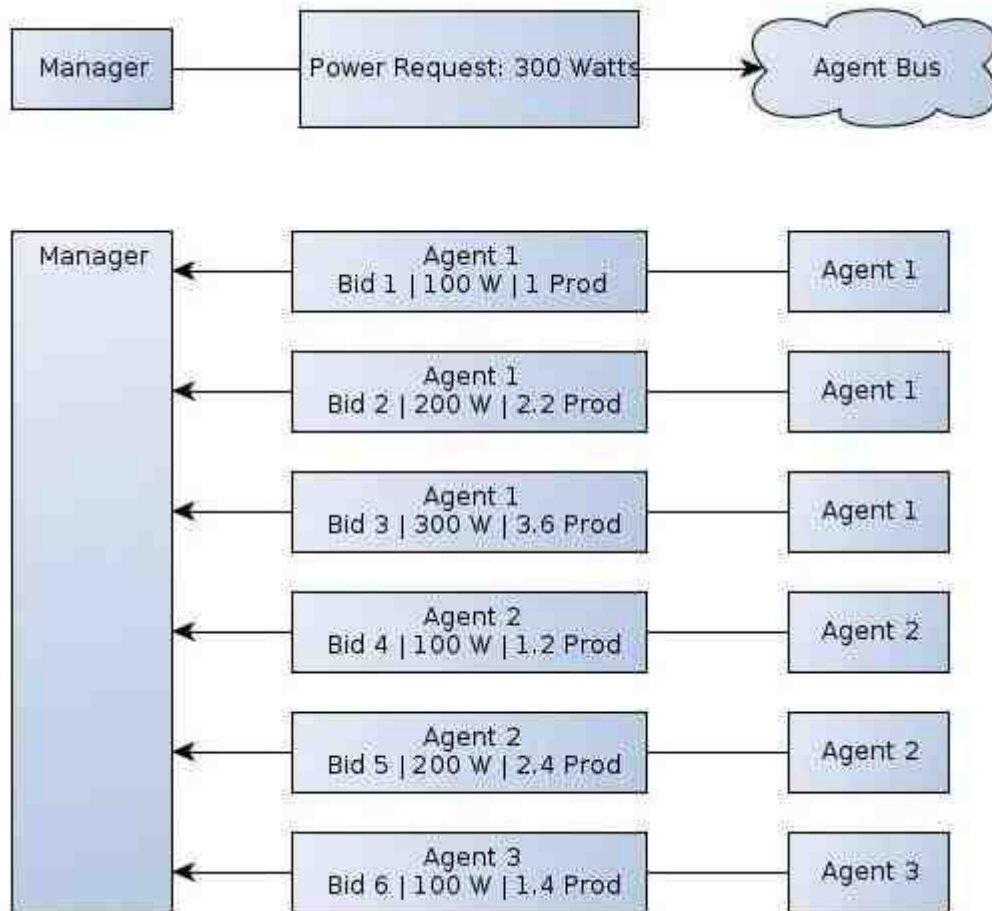 Manager
Power Request: 300 Watts
Agent Bus
Manager
Agent 1
Bid 1 | 100 W | 1 Prod
Agent 1
Agent 1
Bid 2 | 200 W | 2.2 Prod
Agent 1
Agent 1
Bid 3 | 300 W | 3.6 Prod
Agent 1
Agent 2
Bid 4 | 100 W | 1.2 Prod
Agent 2
Agent 2
Bid 5 | 200 W | 2.4 Prod
Agent 2
Agent 3
Bid 6 | 100 W | 1.4 Prod
Agent 3